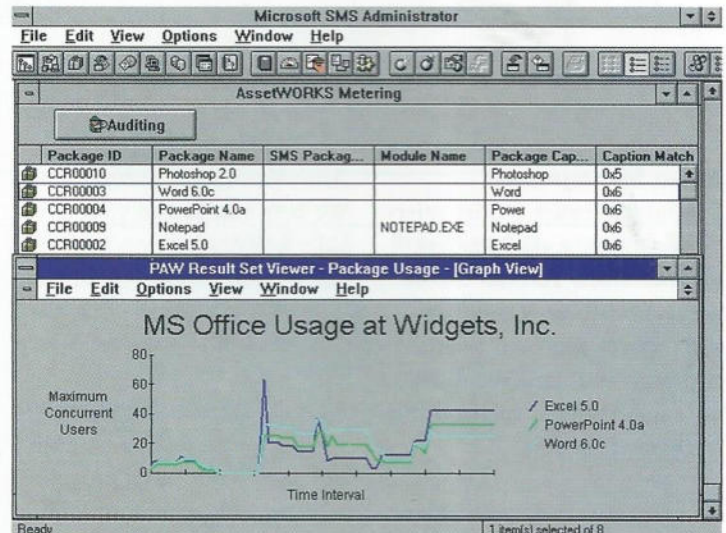 Microsoft SMS Administrator
File Edit View Options Window Help
AssetWORKS Metering
Auditing
Package ID Package Name SMS Packag... Module Name Package Cap... Caption Match
CCR00010 Photoshop 2.0 Photoshop 0x5
CCR00003 Word 6.0c Word 0x6
CCR00004 PowerPoint 4.0a Power 0x6
CCR00009 Notepad NOTEPAD.EXE Notepad 0x6
CCR00002 Excel 5.0 Excel 0x6
PAW Result Set Viewer - Package Usage - [Graph View]
File Edit Options View Window Help
MS Office Usage at Widgets, Inc.
80
60
40
20
0
Maximum
Concurrent
Users
Excel 5.0
PowerPoint 4.0a
Word 6.0c
Time Interval
Ready 1 item(s) selected of 8